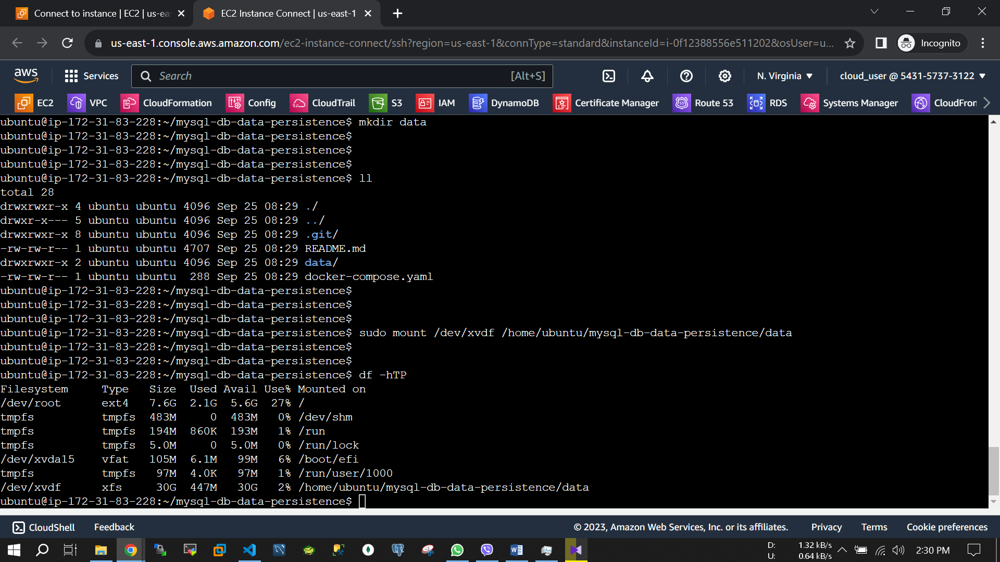 Connect to instance | EC2 | us-eas
EC2 Instance Connect | us-east-1
us-east-1.console.aws.amazon.com/ec2-instance-connect/ssh?region=us-east-1&connType=standard&instanceId=i-0f12388556e511202&osUser=u...
Incognito
aws
Services
Search
[Alt+S]
N. Virginia
cloud_user @ 5431-5737-3122
EC2
VPC
CloudFormation
Config
CloudTrail
S3
IAM
DynamoDB
Certificate Manager
Route 53
RDS
Systems Manager
CloudFron
ubuntu@ip-172-31-83-228:~/mysql-db-data-persistence$ mkdir data
ubuntu@ip-172-31-83-228:~/mysql-db-data-persistence$
ubuntu@ip-172-31-83-228:~/mysql-db-data-persistence$
ubuntu@ip-172-31-83-228:~/mysql-db-data-persistence$
ubuntu@ip-172-31-83-228:~/mysql-db-data-persistence$ ll
total 28
drwxrwxr-x 4 ubuntu ubuntu 4096 Sep 25 08:29 ./
drwxr-x--- 5 ubuntu ubuntu 4096 Sep 25 08:29 ../
drwxrwxr-x 8 ubuntu ubuntu 4096 Sep 25 08:29 .git/
-rw-rw-r-- 1 ubuntu ubuntu 4707 Sep 25 08:29 README.md
drwxrwxr-x 2 ubuntu ubuntu 4096 Sep 25 08:29 data/
-rw-rw-r-- 1 ubuntu ubuntu  288 Sep 25 08:29 docker-compose.yaml
ubuntu@ip-172-31-83-228:~/mysql-db-data-persistence$
ubuntu@ip-172-31-83-228:~/mysql-db-data-persistence$
ubuntu@ip-172-31-83-228:~/mysql-db-data-persistence$
ubuntu@ip-172-31-83-228:~/mysql-db-data-persistence$ sudo mount /dev/xvdf /home/ubuntu/mysql-db-data-persistence/data
ubuntu@ip-172-31-83-228:~/mysql-db-data-persistence$
ubuntu@ip-172-31-83-228:~/mysql-db-data-persistence$
ubuntu@ip-172-31-83-228:~/mysql-db-data-persistence$ df -hTP
Filesystem     Type   Size  Used Avail Use% Mounted on
/dev/root      ext4   7.6G  2.1G  5.6G  27% /
tmpfs          tmpfs  483M     0  483M   0% /dev/shm
tmpfs          tmpfs  194M  860K  193M   1% /run
tmpfs          tmpfs  5.0M     0  5.0M   0% /run/lock
/dev/xvda15    vfat   105M  6.1M   99M   6% /boot/efi
tmpfs          tmpfs   97M  4.0K   97M   1% /run/user/1000
/dev/xvdf      xfs     30G  447M   30G   2% /home/ubuntu/mysql-db-data-persistence/data
ubuntu@ip-172-31-83-228:~/mysql-db-data-persistence$
CloudShell
Feedback
© 2023, Amazon Web Services, Inc. or its affiliates.
Privacy
Terms
Cookie preferences
D: 1.32 kB/s
U: 0.64 kB/s
2:30 PM